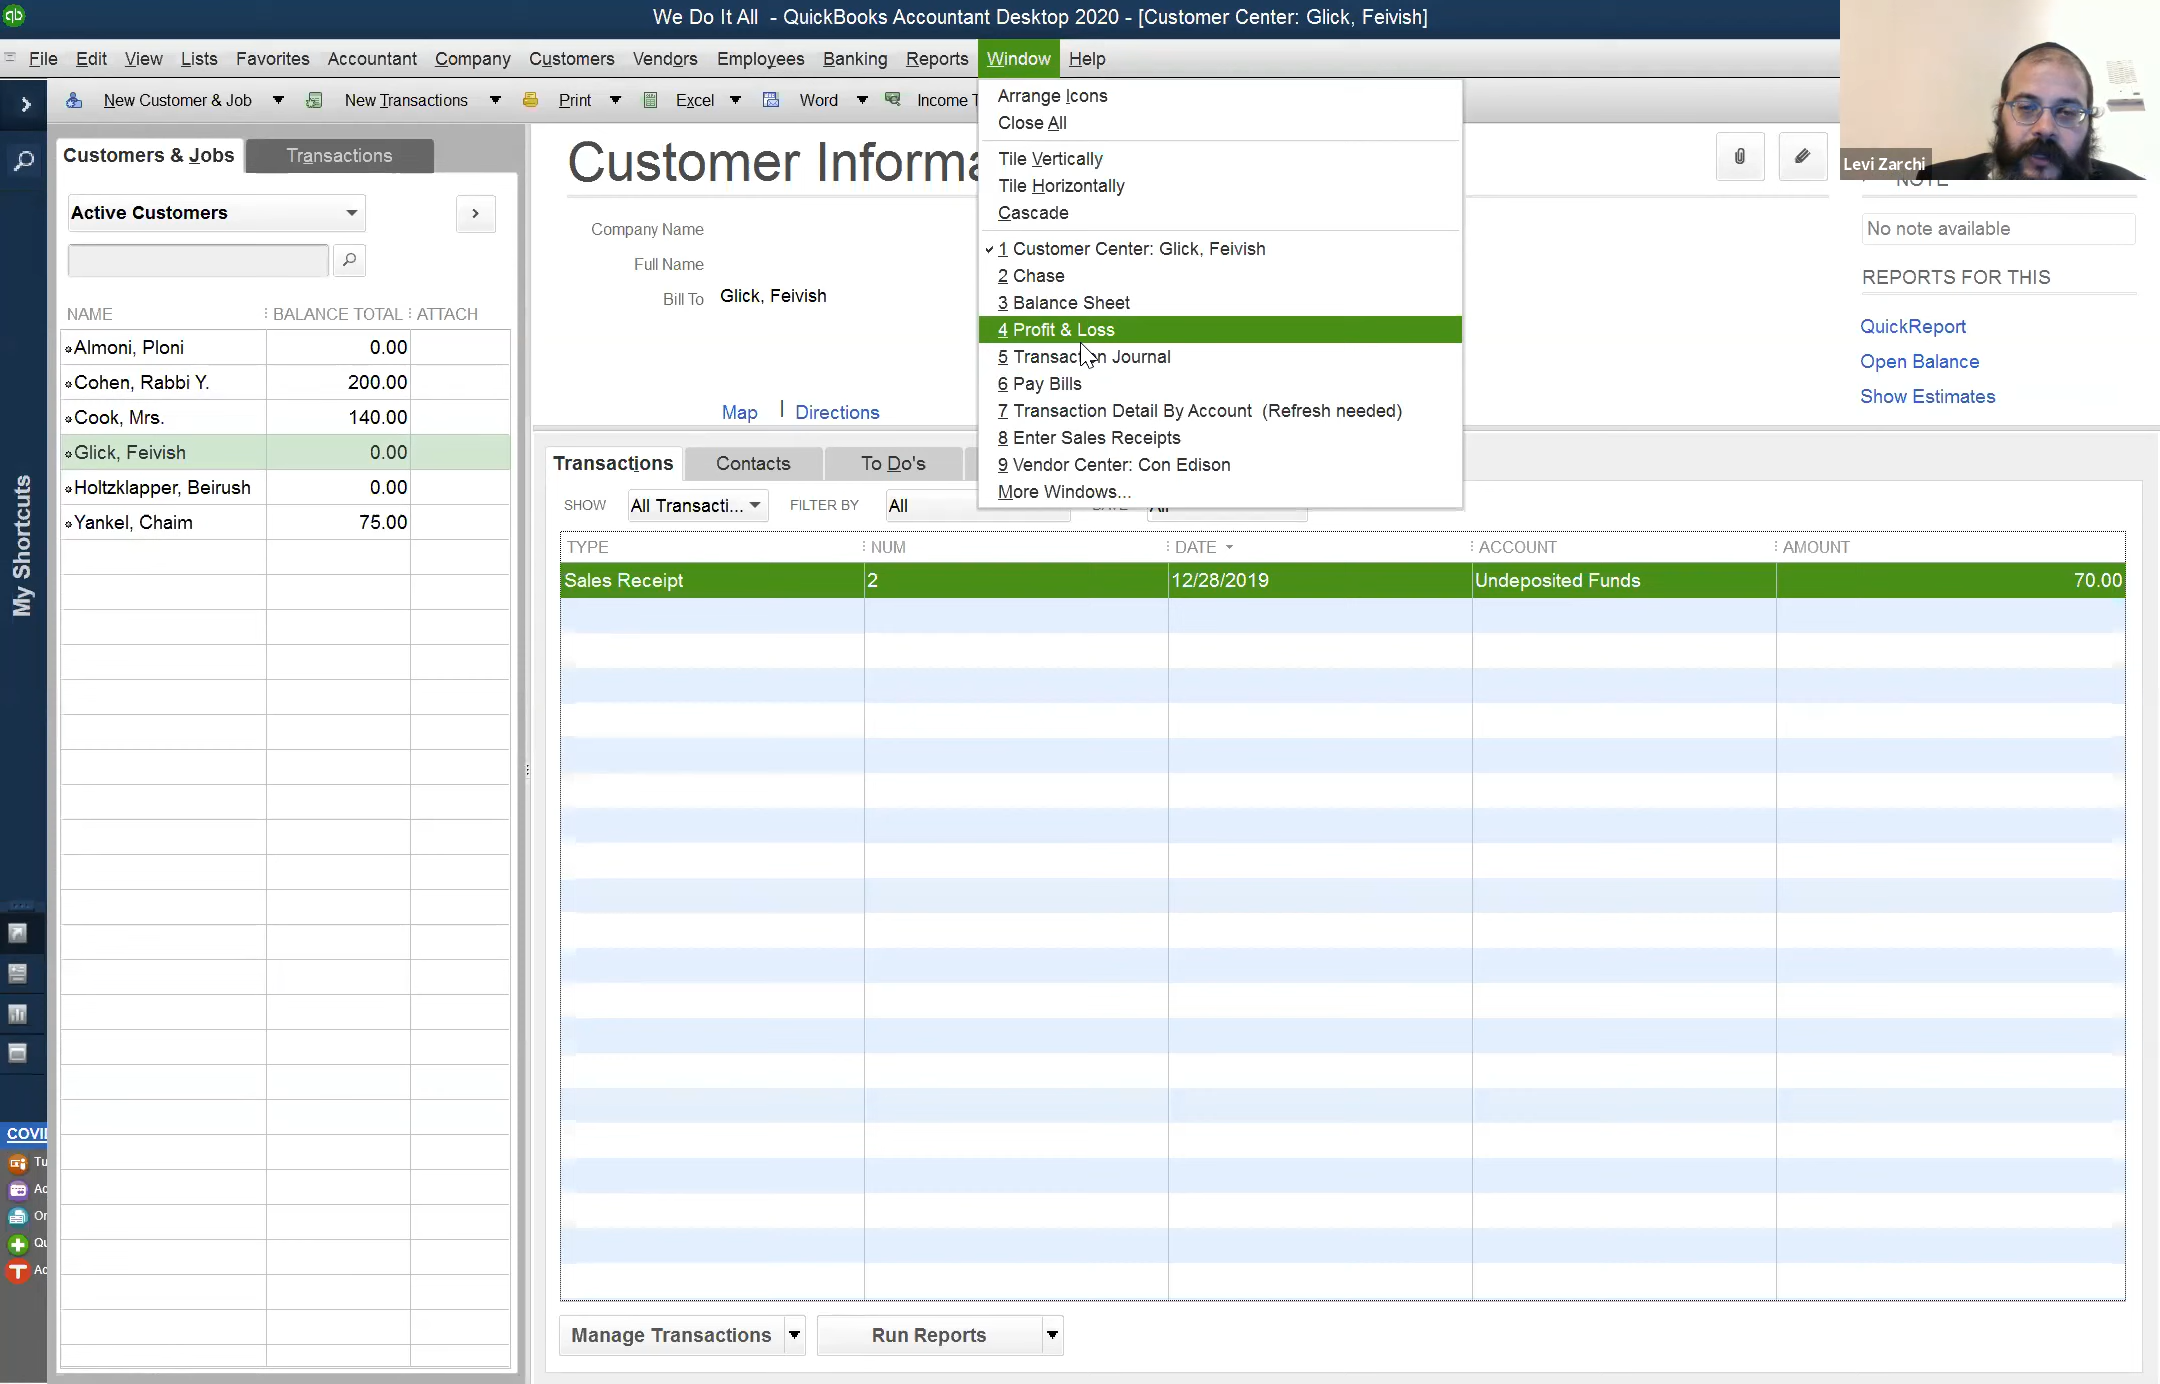 We Do It All - QuickBooks Accountant Desktop 2020 - [Customer Center: Glick, Feivish]
File Edit View Lists Favorites Accountant Company Customers Vendors Employees Banking Reports Window Help
New Customer & Job New Transactions Print Excel Word Income T
Arrange Icons
Close All
Tile Vertically
Tile Horizontally
Cascade
1 Customer Center: Glick, Feivish
2 Chase
3 Balance Sheet
4 Profit & Loss
5 Transaction Journal
6 Pay Bills
7 Transaction Detail By Account (Refresh needed)
8 Enter Sales Receipts
9 Vendor Center: Con Edison
More Windows...
Levi Zarchi
My Shortcuts
COVI
Tu
Ac
Or
Qu
Ac
Customers & Jobs Transactions
Active Customers
NAME BALANCE TOTAL ATTACH
Almoni, Ploni 0.00
Cohen, Rabbi Y. 200.00
Cook, Mrs. 140.00
Glick, Feivish 0.00
Holtzklapper, Beirush 0.00
Yankel, Chaim 75.00
Customer Informa
Company Name
Full Name
Bill To Glick, Feivish
Map | Directions
NOTE
No note available
REPORTS FOR THIS
QuickReport
Open Balance
Show Estimates
Transactions Contacts To Do's
SHOW All Transacti... FILTER BY All DATE All
TYPE NUM DATE ACCOUNT AMOUNT
Sales Receipt 2 12/28/2019 Undeposited Funds 70.00
Manage Transactions Run Reports